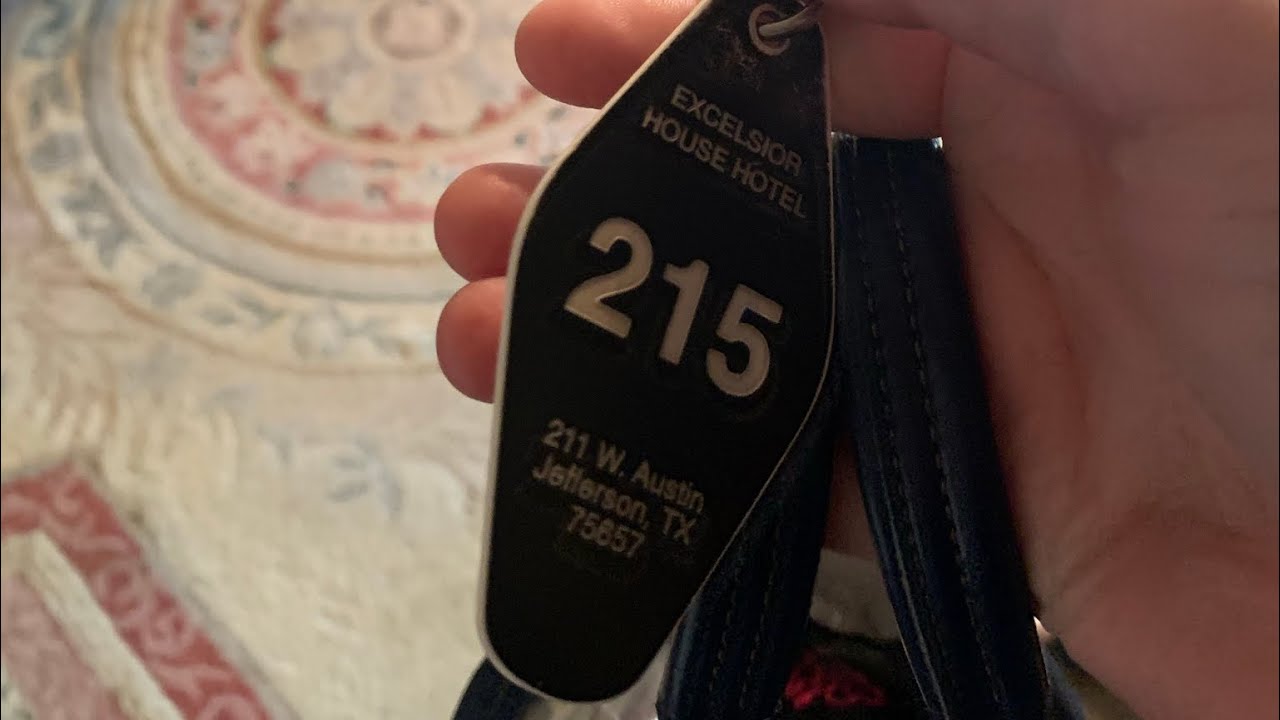 EXCELSIOR
HOUSE HOTEL
215
211 W. Austin
Jefferson, TX
75657